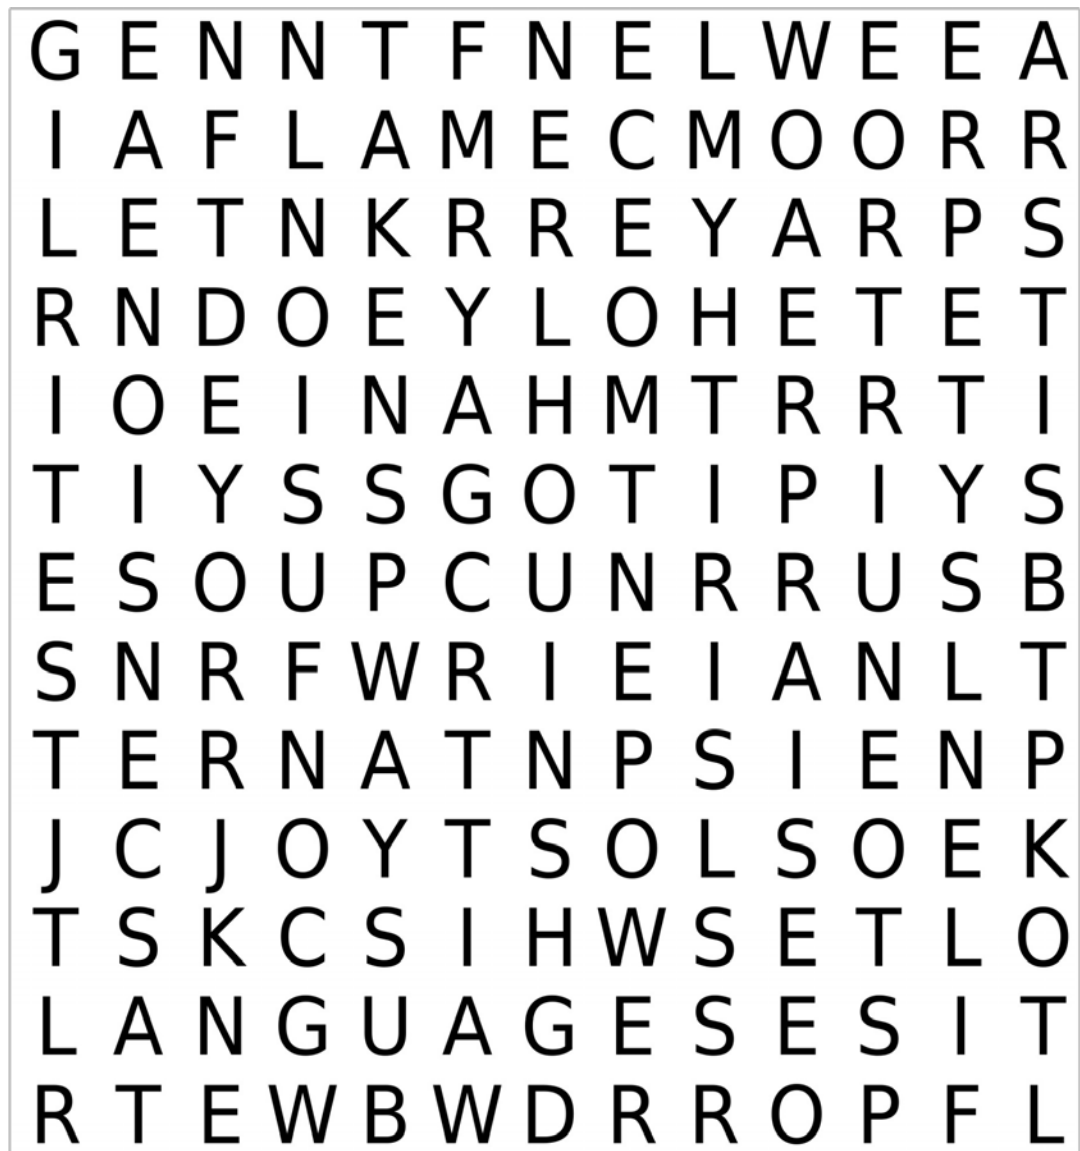 G E N N T F N E L W E E A
I A F L A M E C M O O R R
L E T N K R R E Y A R P S
R N D O E Y L O H E T E T
I O E I N A H M T R R T I
T I Y S S G O T I P I Y S
E S O U P C U N R R U S B
S N R F W R I E I A N L T
T E R N A T N P S I E N P
J C J O Y T S O L S O E K
T S K C S I H W S E T L O
L A N G U A G E S E S I T
R T E W B W D R R O P F L